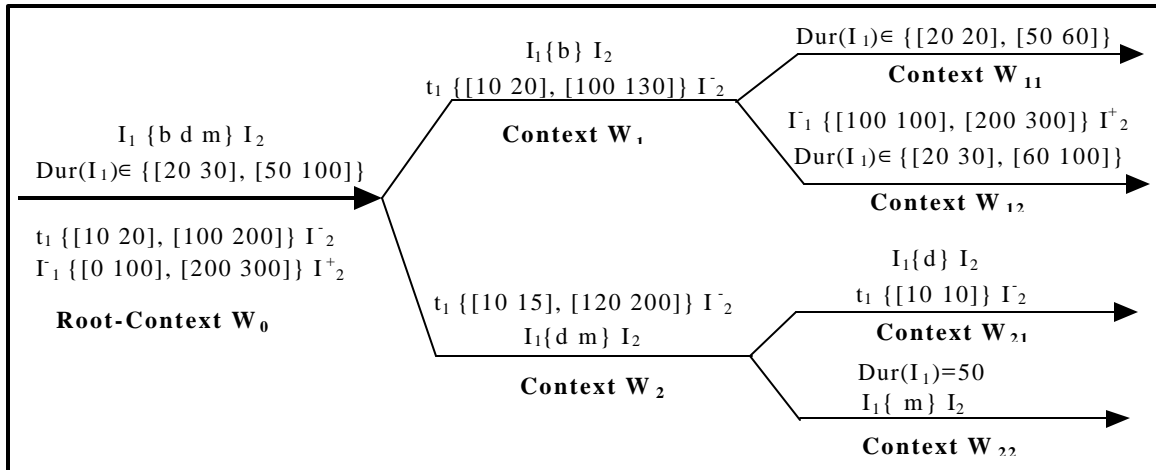 I₁ {b d m} I₂
Dur(I₁)∈ {[20 30], [50 100]}
t₁ {[10 20], [100 200]} I⁻₂
I⁻₁ {[0 100], [200 300]} I⁺₂
Root-Context W₀
I₁{b} I₂
t₁ {[10 20], [100 130]} I⁻₂
Context W₁
t₁ {[10 15], [120 200]} I⁻₂
I₁{d m} I₂
Context W₂
Dur(I₁)∈ {[20 20], [50 60]}
Context W₁₁
I⁻₁ {[100 100], [200 300]} I⁺₂
Dur(I₁)∈ {[20 30], [60 100]}
Context W₁₂
I₁{d} I₂
t₁ {[10 10]} I⁻₂
Context W₂₁
Dur(I₁)=50
I₁{ m} I₂
Context W₂₂